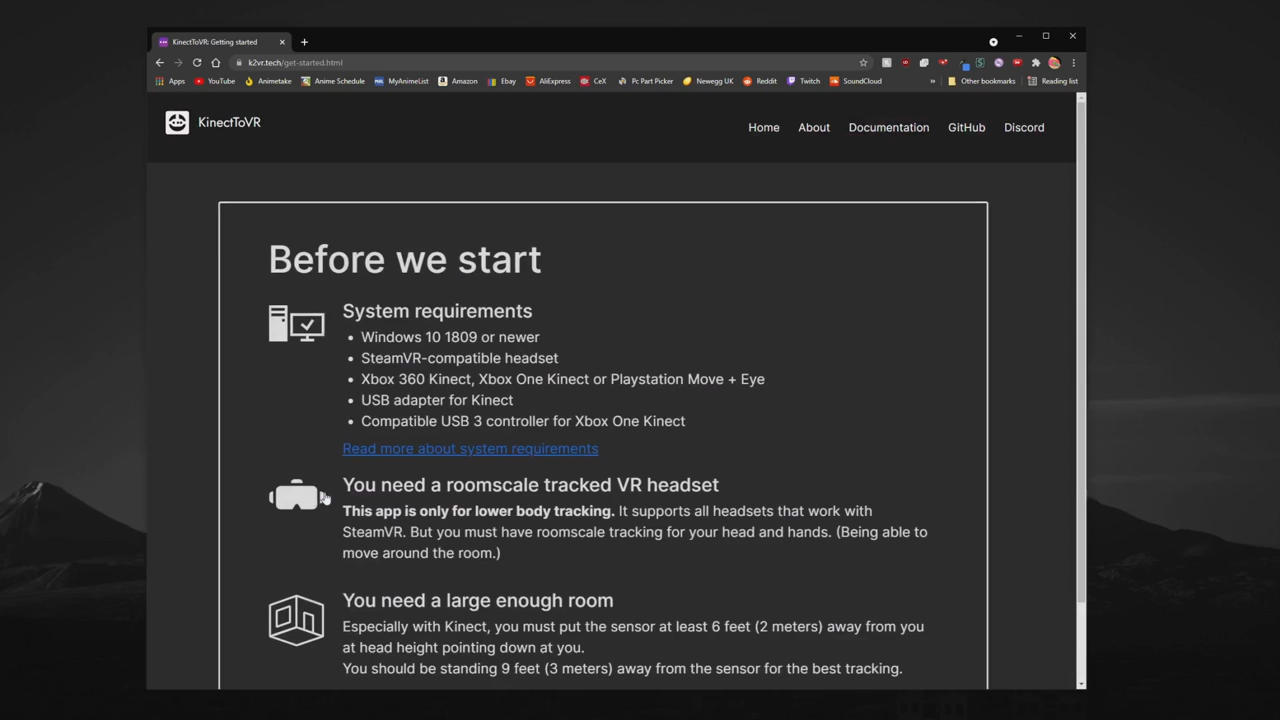 KinectToVR: Getting started
k2vr.tech/get-started.html
Apps YouTube Animetake Anime Schedule MyAnimeList Amazon Ebay AliExpress CeX Pc Part Picker Newegg UK Reddit Twitch SoundCloud » Other bookmarks Reading list
KinectToVR
Home About Documentation GitHub Discord
Before we start
System requirements
• Windows 10 1809 or newer
• SteamVR-compatible headset
• Xbox 360 Kinect, Xbox One Kinect or Playstation Move + Eye
• USB adapter for Kinect
• Compatible USB 3 controller for Xbox One Kinect
Read more about system requirements
You need a roomscale tracked VR headset
This app is only for lower body tracking. It supports all headsets that work with
SteamVR. But you must have roomscale tracking for your head and hands. (Being able to
move around the room.)
You need a large enough room
Especially with Kinect, you must put the sensor at least 6 feet (2 meters) away from you
at head height pointing down at you.
You should be standing 9 feet (3 meters) away from the sensor for the best tracking.